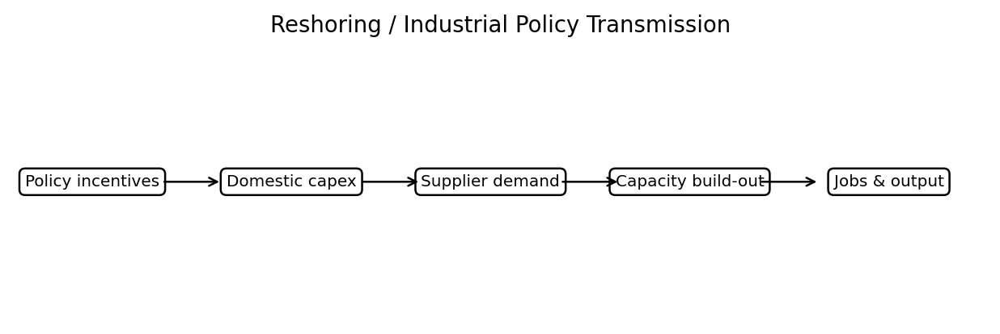 Reshoring / Industrial Policy Transmission
Policy incentives
Domestic capex
Supplier demand
Capacity build-out
Jobs & output